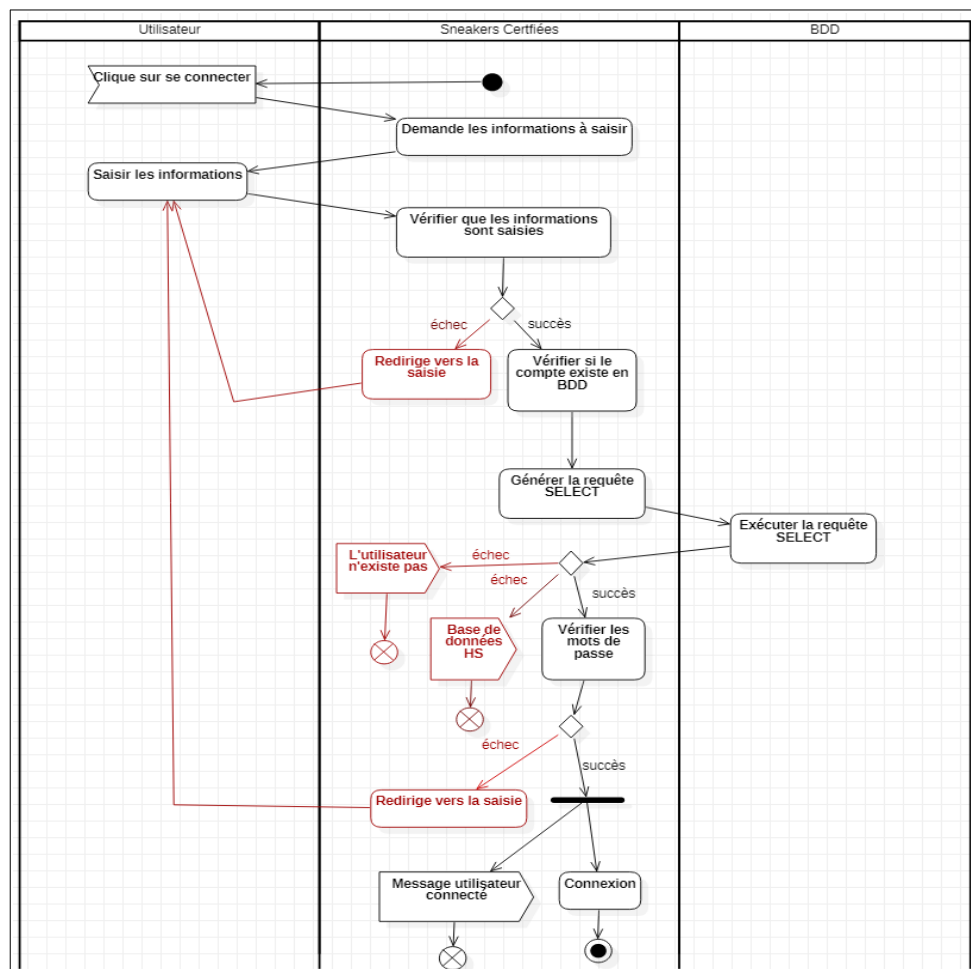 Utilisateur
Sneakers Certfiées
BDD
Clique sur se connecter
Demande les informations à saisir
Saisir les informations
Vérifier que les informations
sont saisies
échec
succès
Redirige vers la
saisie
Vérifier si le
compte existe en
BDD
Générer la requête
SELECT
Exécuter la requête
SELECT
L'utilisateur
n'existe pas
échec
échec
succès
Base de
données
HS
Vérifier les
mots de
passe
échec
succès
Redirige vers la saisie
Message utilisateur
connecté
Connexion